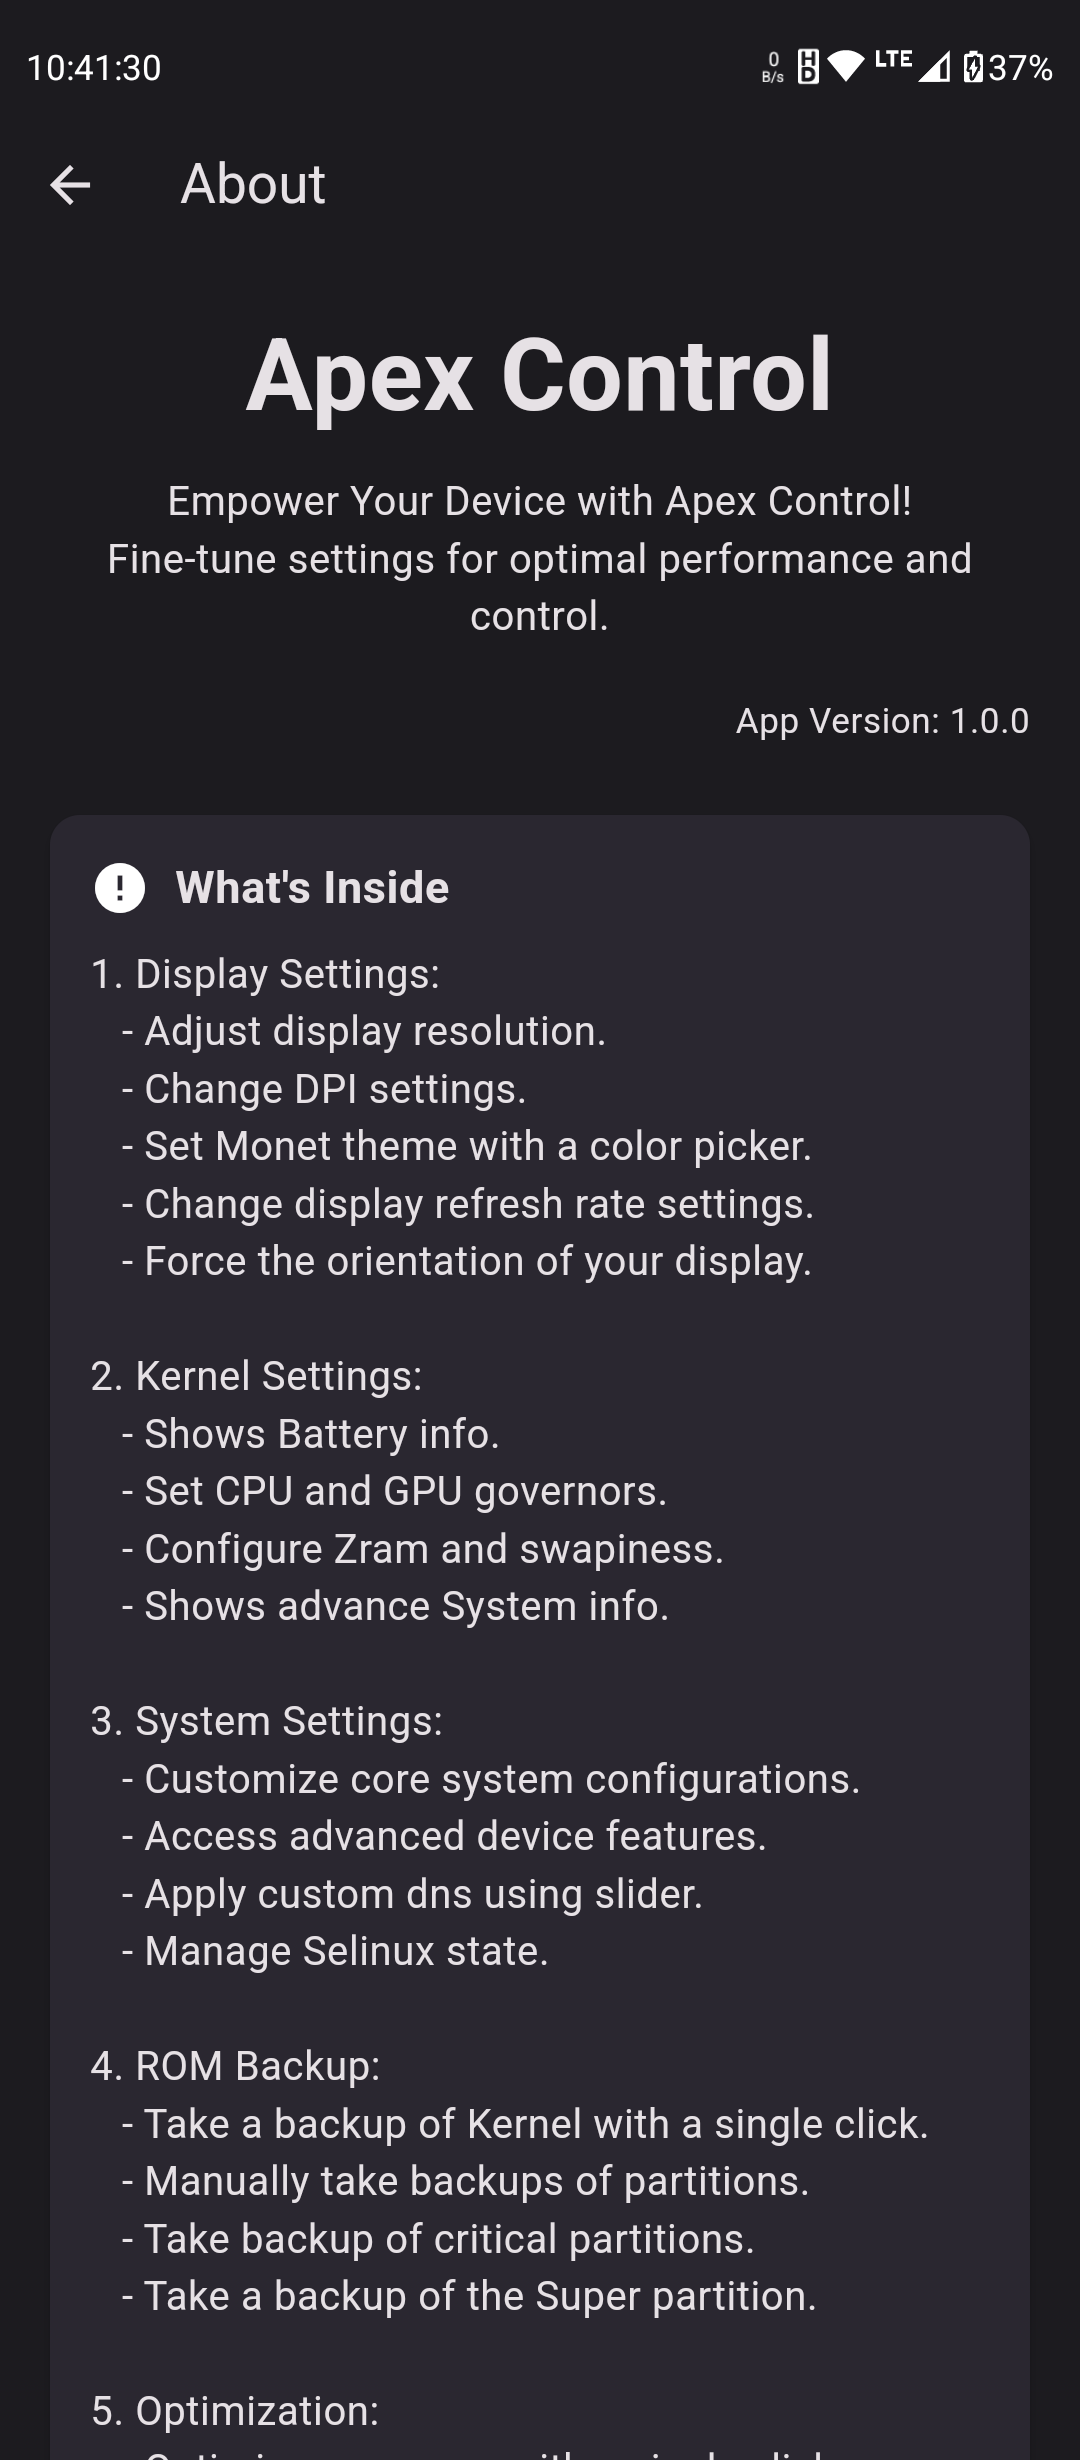 10:41:30
0
B/s
HD
LTE
37%
About
Apex Control
Empower Your Device with Apex Control!
Fine-tune settings for optimal performance and
control.
App Version: 1.0.0
What's Inside
1. Display Settings:
- Adjust display resolution.
- Change DPI settings.
- Set Monet theme with a color picker.
- Change display refresh rate settings.
- Force the orientation of your display.
2. Kernel Settings:
- Shows Battery info.
- Set CPU and GPU governors.
- Configure Zram and swapiness.
- Shows advance System info.
3. System Settings:
- Customize core system configurations.
- Access advanced device features.
- Apply custom dns using slider.
- Manage Selinux state.
4. ROM Backup:
- Take a backup of Kernel with a single click.
- Manually take backups of partitions.
- Take backup of critical partitions.
- Take a backup of the Super partition.
5. Optimization: